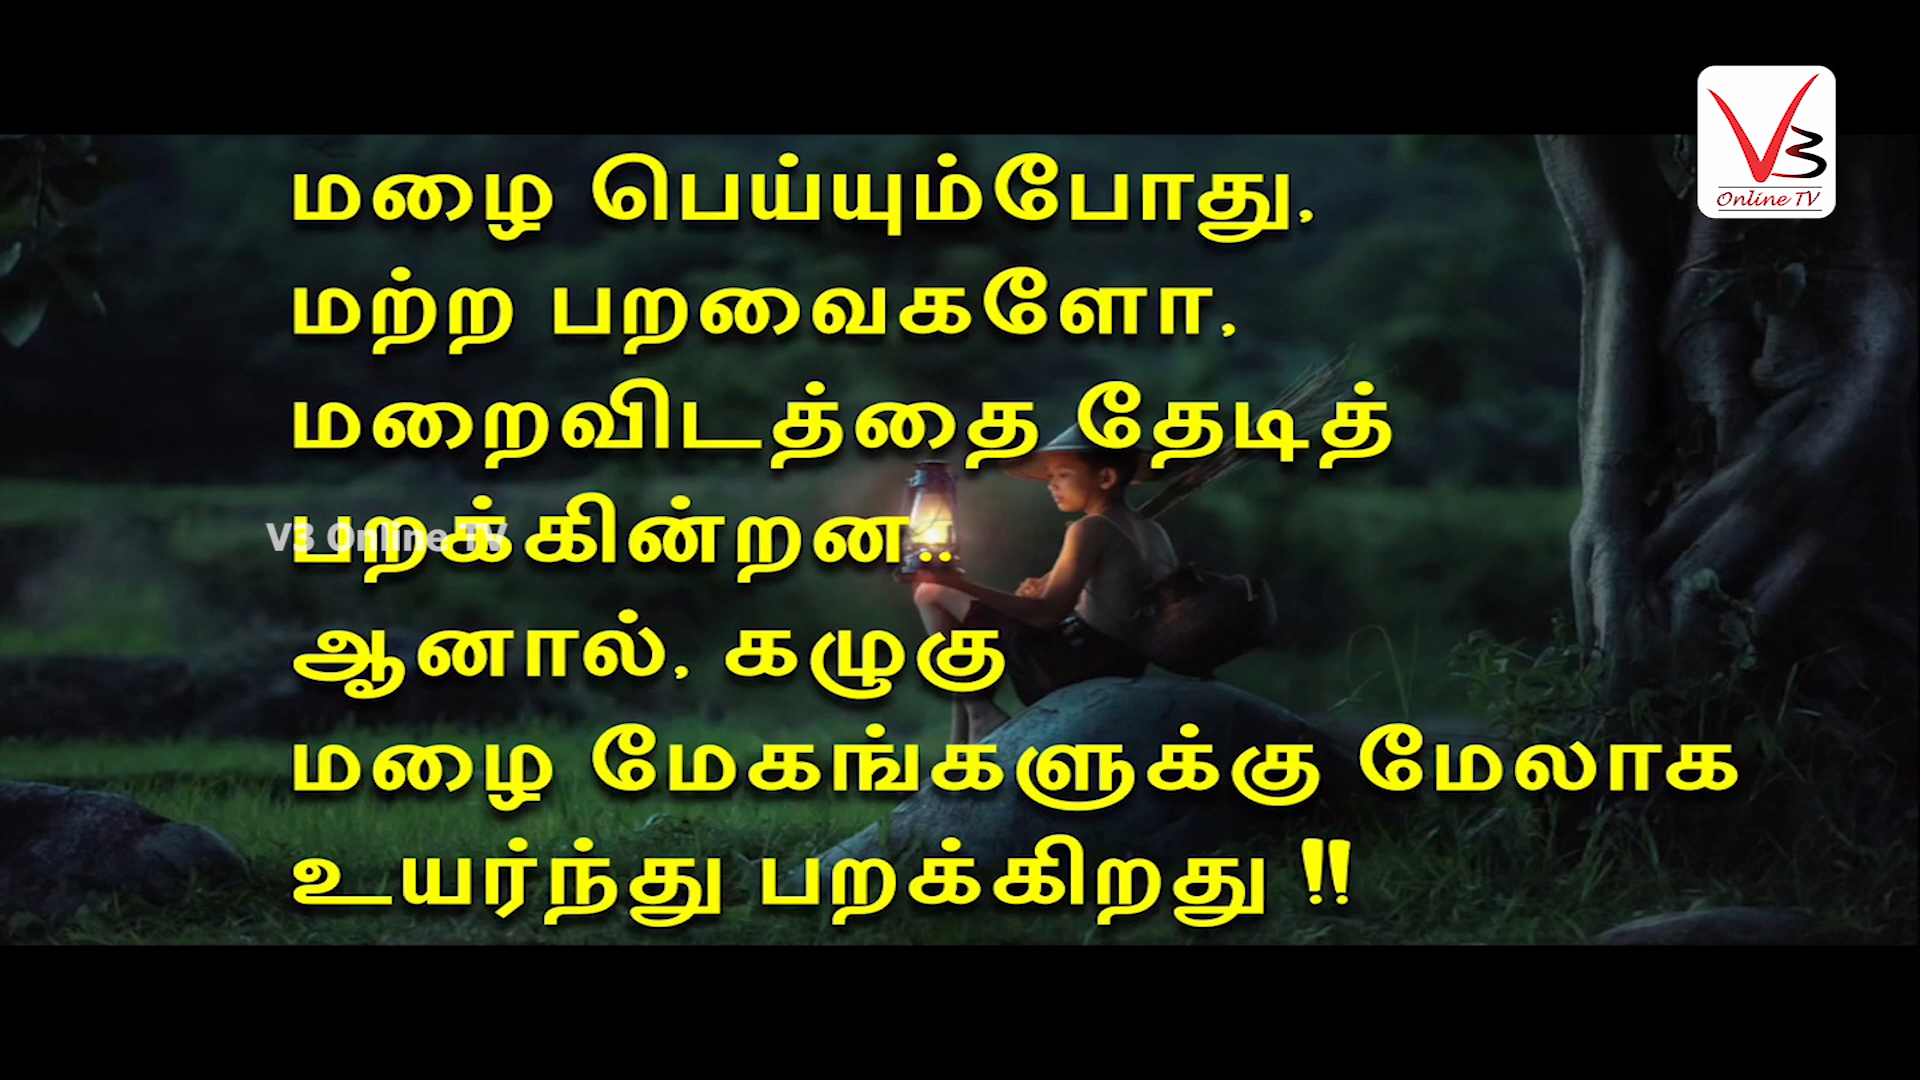 V3
Online TV
மழை பெய்யும்போது,
மற்ற பறவைகளோ,
மறைவிடத்தை தேடித்
பறக்கின்றன..
V3 Online TV
ஆனால், கழுகு
மழை மேகங்களுக்கு மேலாக
உயர்ந்து பறக்கிறது !!